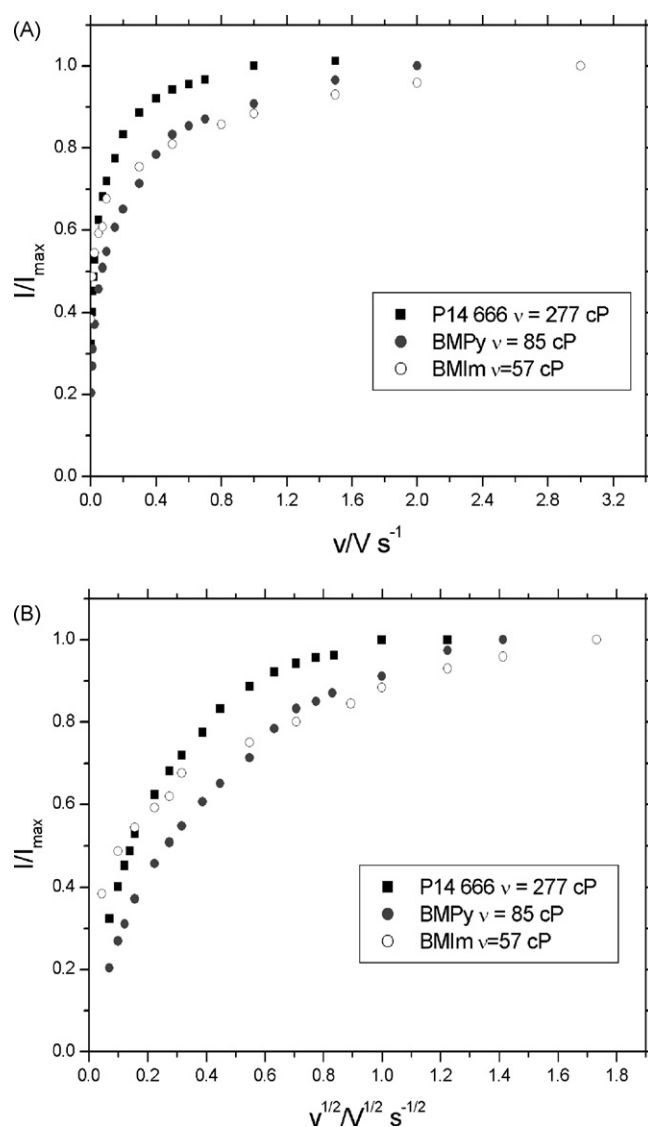 (A)
1.0
0.8
0.6
0.4
0.2
0.0
I/Imax
P14 666 ν = 277 cP
BMPy ν = 85 cP
BMIm ν=57 cP
0.0 0.4 0.8 1.2 1.6 2.0 2.4 2.8 3.2
v/V s-1
(B)
1.0
0.8
0.6
0.4
0.2
0.0
I/Imax
P14 666 ν = 277 cP
BMPy ν = 85 cP
BMIm ν=57 cP
0.0 0.2 0.4 0.6 0.8 1.0 1.2 1.4 1.6 1.8
v1/2/V1/2 s-1/2